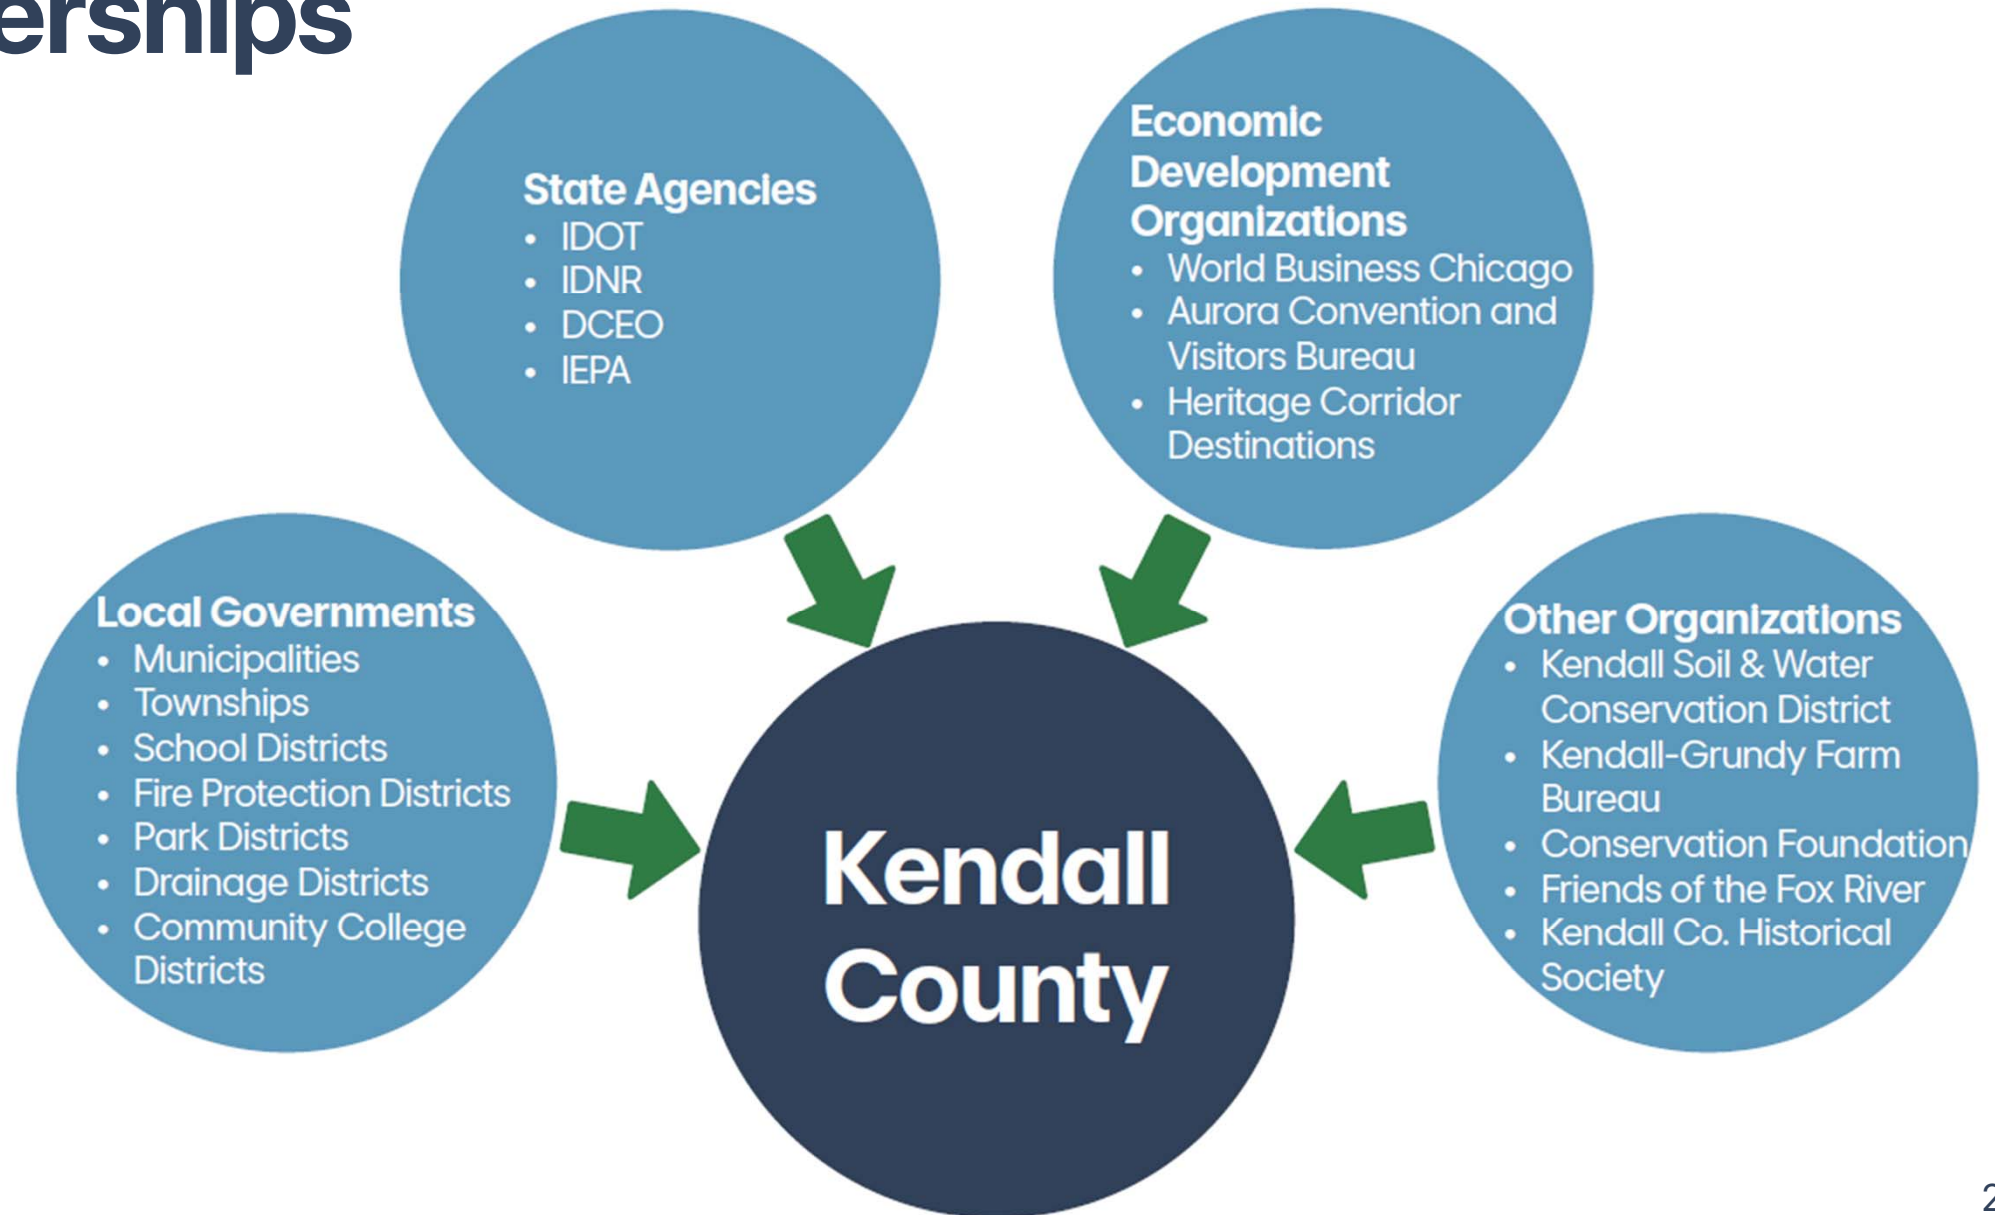 erships
State Agencies
• IDOT
• IDNR
• DCEO
• IEPA
Economic
Development
Organizations
• World Business Chicago
• Aurora Convention and
Visitors Bureau
• Heritage Corridor
Destinations
Local Governments
• Municipalities
• Townships
• School Districts
• Fire Protection Districts
• Park Districts
• Drainage Districts
• Community College
Districts
Other Organizations
• Kendall Soil & Water
Conservation District
• Kendall-Grundy Farm
Bureau
• Conservation Foundation
• Friends of the Fox River
• Kendall Co. Historical
Society
Kendall
County
2